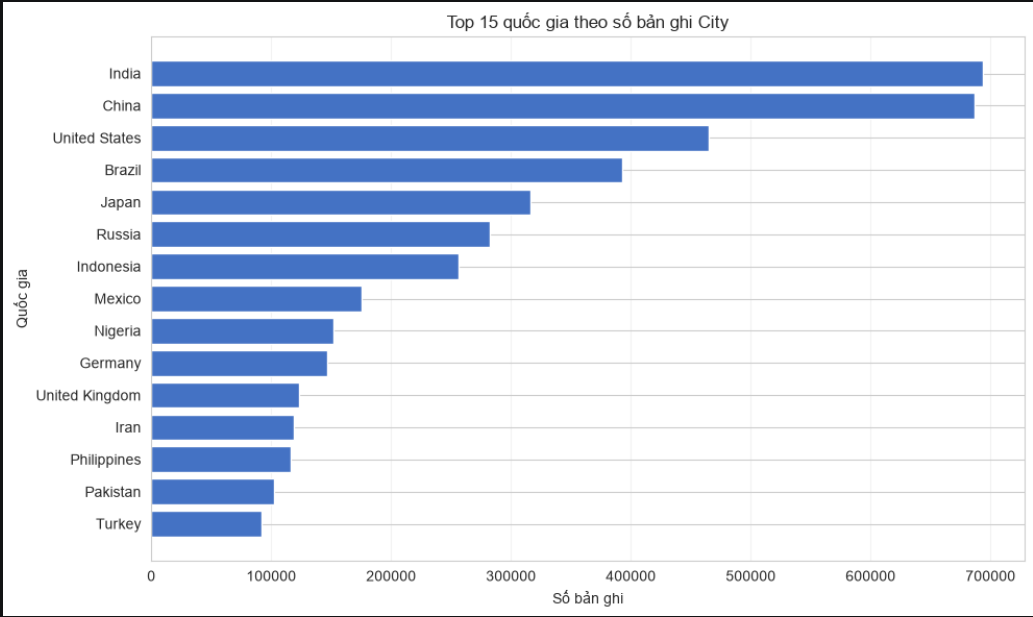 Top 15 quốc gia theo số bản ghi City
Quốc gia
India
China
United States
Brazil
Japan
Russia
Indonesia
Mexico
Nigeria
Germany
United Kingdom
Iran
Philippines
Pakistan
Turkey
0 100000 200000 300000 400000 500000 600000 700000
Số bản ghi